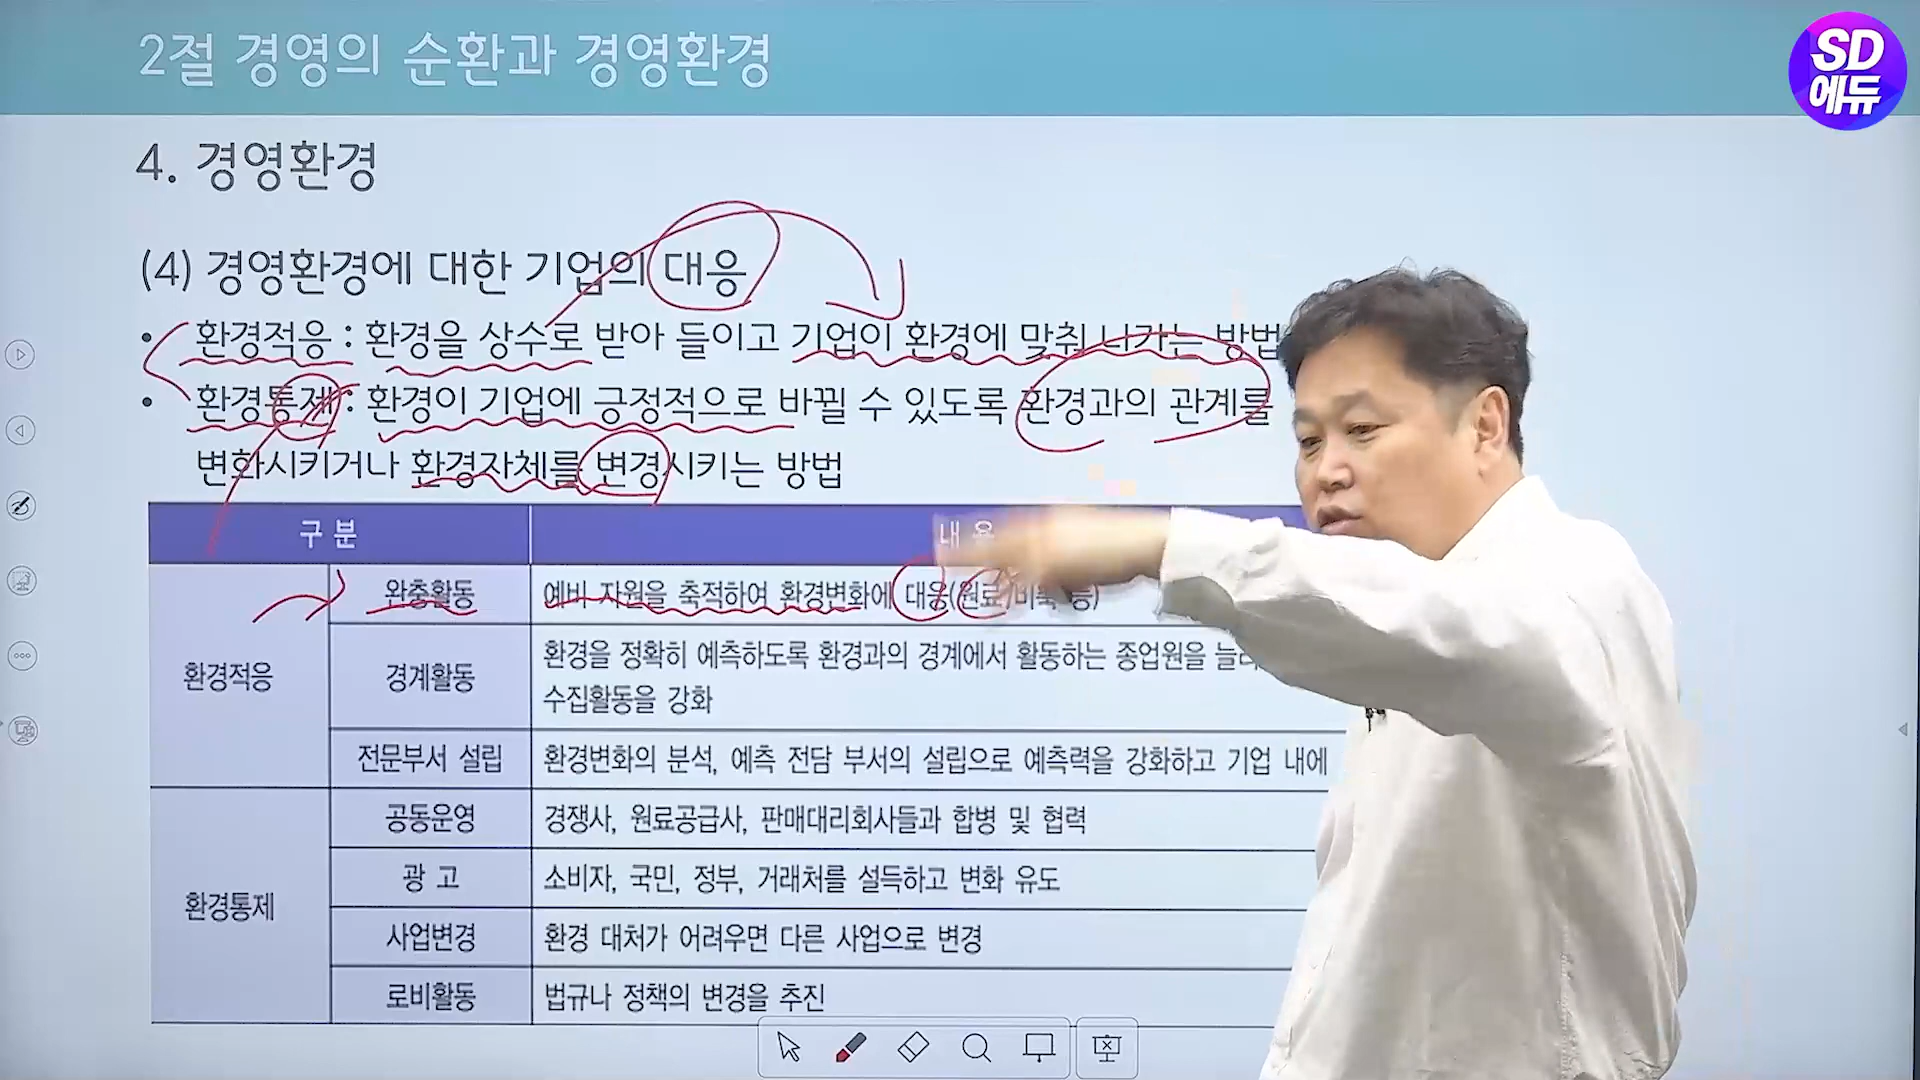 2절 경영의 순환과 경영환경
SD
에듀
4. 경영환경
(4) 경영환경에 대한 기업의 대응
• 환경적응 : 환경을 상수로 받아 들이고 기업이 환경에 맞춰 나가는 방법
• 환경통제 : 환경이 기업에 긍정적으로 바뀔 수 있도록 환경과의 관계를
변화시키거나 환경자체를 변경시키는 방법
구 분 내 용
환경적응
완충활동 예비 자원을 축적하여 환경변화에 대응(원료 비축 등)
경계활동 환경을 정확히 예측하도록 환경과의 경계에서 활동하는 종업원을
수집활동을 강화
전문부서 설립 환경변화의 분석, 예측 전담 부서의 설립으로 예측력을 강화하고 기업 내에
환경통제
공동운영 경쟁사, 원료공급사, 판매대리회사들과 합병 및 협력
광 고 소비자, 국민, 정부, 거래처를 설득하고 변화 유도
사업변경 환경 대처가 어려우면 다른 사업으로 변경
로비활동 법규나 정책의 변경을 추진